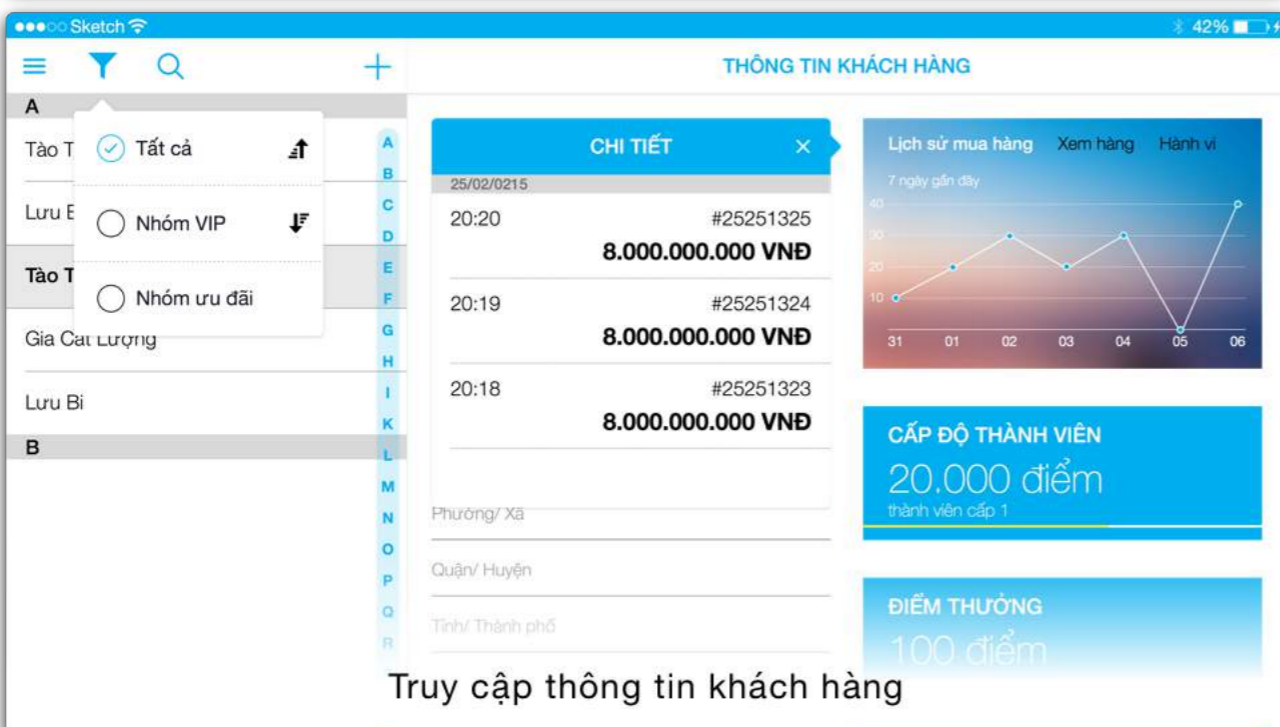 Sketch
42%
THÔNG TIN KHÁCH HÀNG
A
Tào T
Lưu
Tào T
Gia Cát Lượng
Lưu Bi
B
Tất cả
Nhóm VIP
Nhóm ưu đãi
A
B
C
D
E
F
G
H
I
K
L
M
N
O
P
Q
R
CHI TIẾT
25/02/0215
20:20 #25251325
8.000.000.000 VNĐ
20:19 #25251324
8.000.000.000 VNĐ
20:18 #25251323
8.000.000.000 VNĐ
Phường/ Xã
Quận/ Huyện
Tỉnh/ Thành phố
Lịch sử mua hàng Xem hàng Hành vi
7 ngày gần đây
40
30
20
10
31 01 02 03 04 05 06
CẤP ĐỘ THÀNH VIÊN
20.000 điểm
thành viên cấp 1
ĐIỂM THƯỞNG
100 điểm
Truy cập thông tin khách hàng